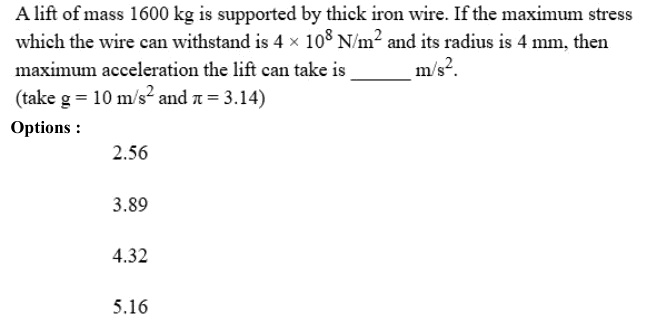 A lift of mass 1600 kg is supported by thick iron wire. If the maximum stress
which the wire can withstand is 4 × 10⁸ N/m² and its radius is 4 mm, then
maximum acceleration the lift can take is ______ m/s².
(take g = 10 m/s² and π = 3.14)
Options :
2.56
3.89
4.32
5.16